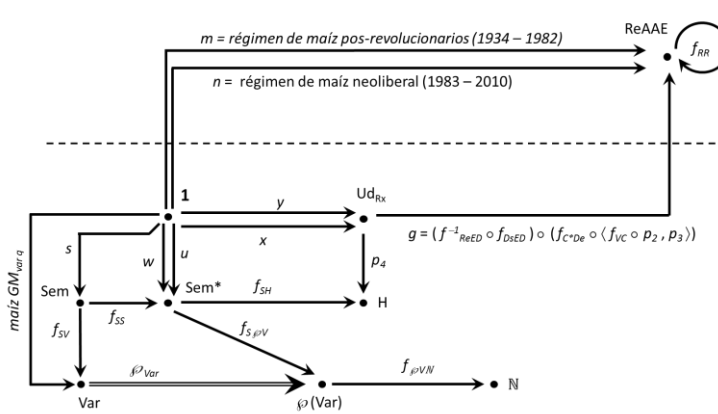 ReAAE
m = régimen de maíz pos-revolucionarios (1934 – 1982)
f_RR
n = régimen de maíz neoliberal (1983 – 2010)
1
y
Ud_Rx
x
g = ( f ⁻¹_ReED ∘ f_DsED ) ∘ (f_C*De ∘ ⟨ f_VC ∘ p_2 , p_3 ⟩)
s
w
u
p_4
maíz GM_var q
Sem
Sem*
f_SS
f_SH
H
f_SV
f_S℘V
℘_Var
f_℘Vℕ
ℕ
Var
℘(Var)